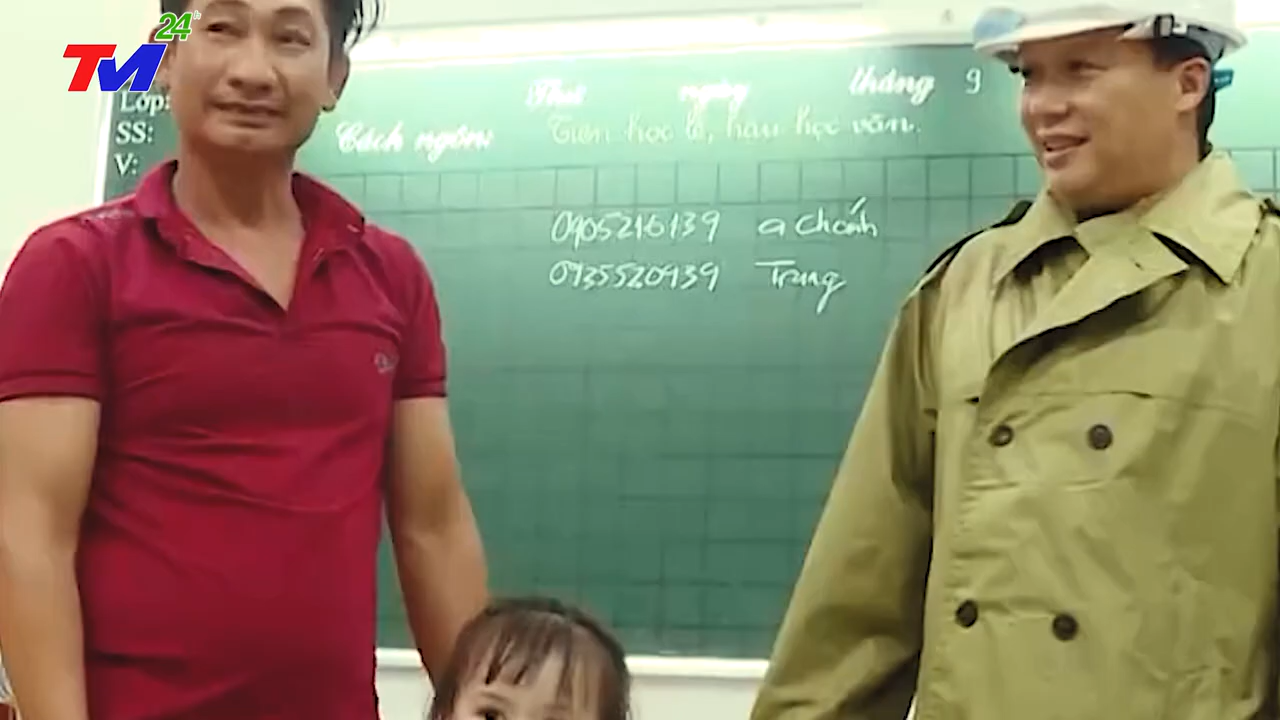 TM 24h
Lớp:
Thứ ngày tháng 9
SS:
Cách ngôn: Tiên học lễ, hậu học văn.
V:
0905216139 a chánh
0935520939 Trung